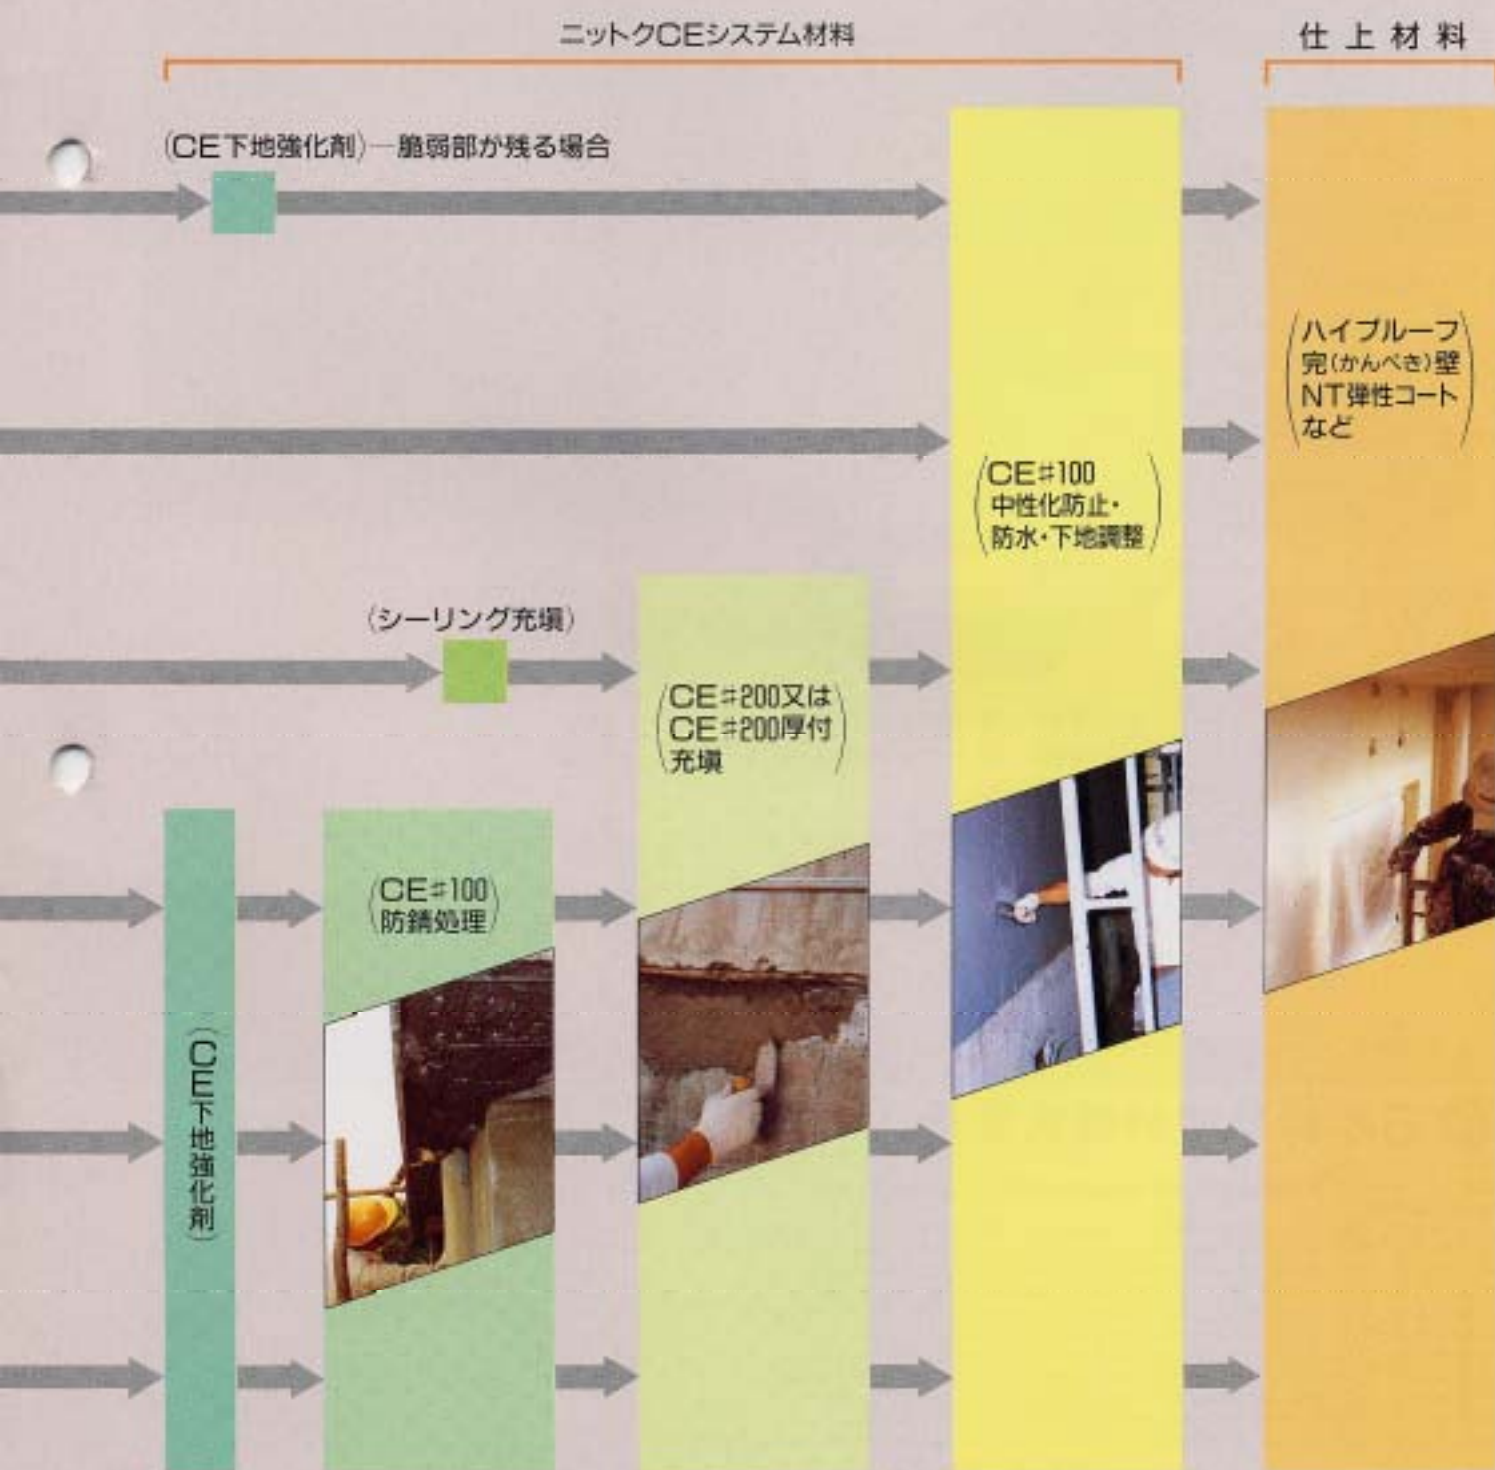 ニットクCEシステム材料
仕上材料
(CE下地強化剤)―脆弱部が残る場合
(ハイプルーフ
完(かんぺき)壁
NT弾性コート
など)
(CE#100
中性化防止・
防水・下地調整)
(シーリング充塡)
(CE#200又は
CE#200厚付
充塡)
(CE#100
防錆処理)
(CE下地強化剤)